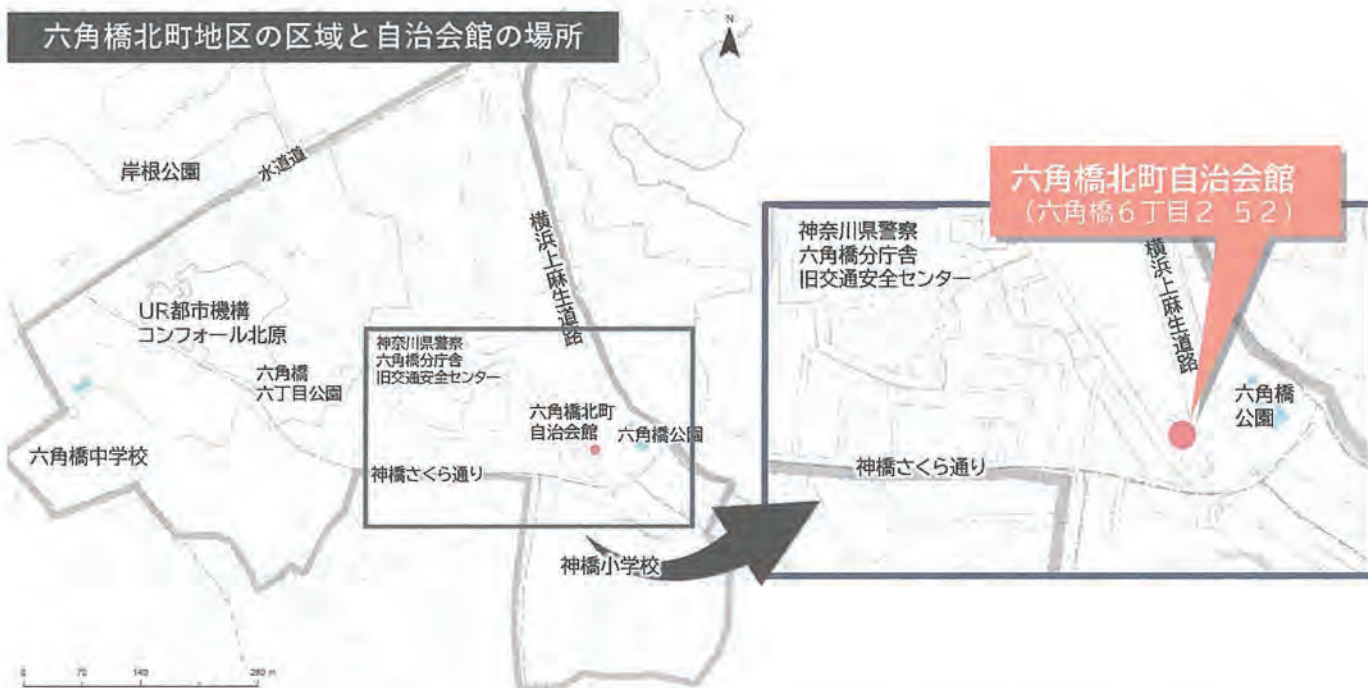 六角橋北町地区の区域と自治会館の場所
N
岸根公園
水道道
横浜上麻生道路
UR都市機構
コンフォール北原
六角橋
六丁目公園
神奈川県警察
六角橋分庁舎
旧交通安全センター
六角橋北町
自治会館
六角橋公園
六角橋中学校
神橋さくら通り
神橋小学校
0 70 140 280 m
六角橋北町自治会館
(六角橋6丁目2 5 2)
神奈川県警察
六角橋分庁舎
旧交通安全センター
横浜上麻生道路
六角橋
公園
神橋さくら通り